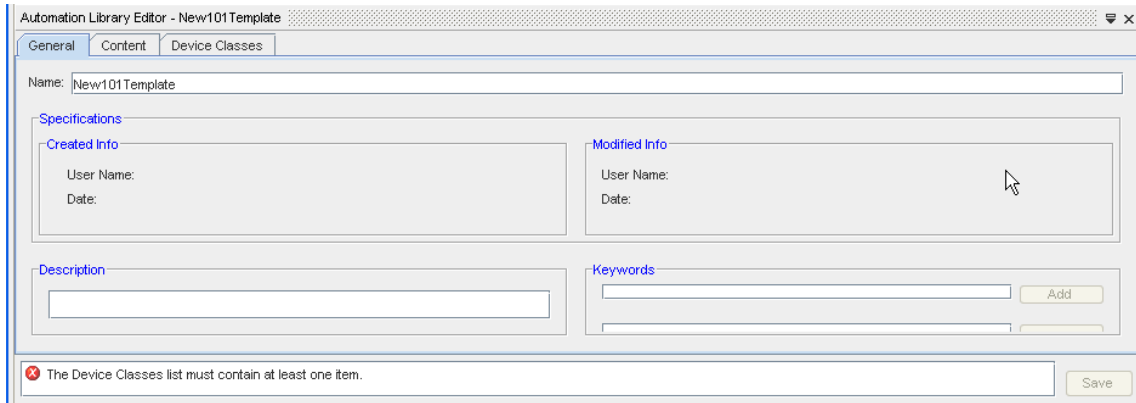 Automation Library Editor - New101Template
General Content Device Classes
Name: New101Template
Specifications
Created Info
User Name:
Date:
Modified Info
User Name:
Date:
Description
Keywords
Add
The Device Classes list must contain at least one item.
Save